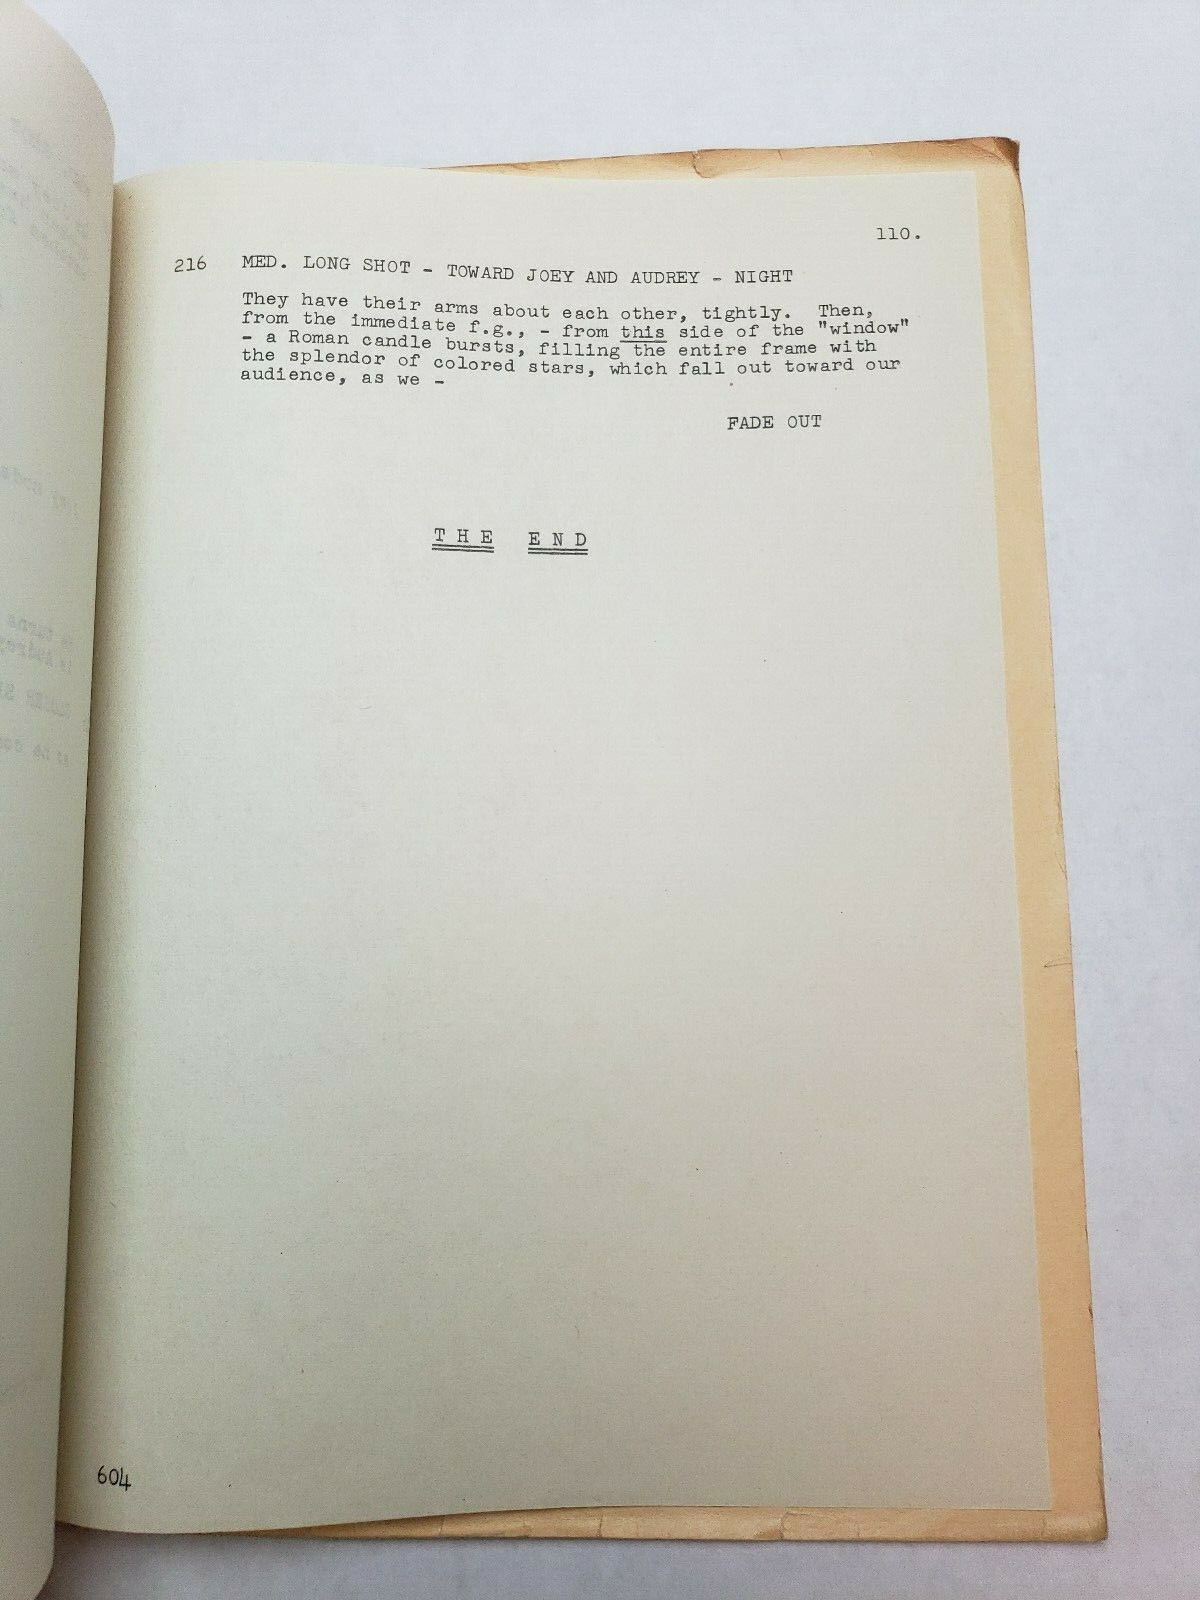 110.
216 MED. LONG SHOT - TOWARD JOEY AND AUDREY - NIGHT
They have their arms about each other, tightly. Then,
from the immediate f.g., - from this side of the "window"
- a Roman candle bursts, filling the entire frame with
the splendor of colored stars, which fall out toward our
audience, as we -
FADE OUT
T H E E N D
604